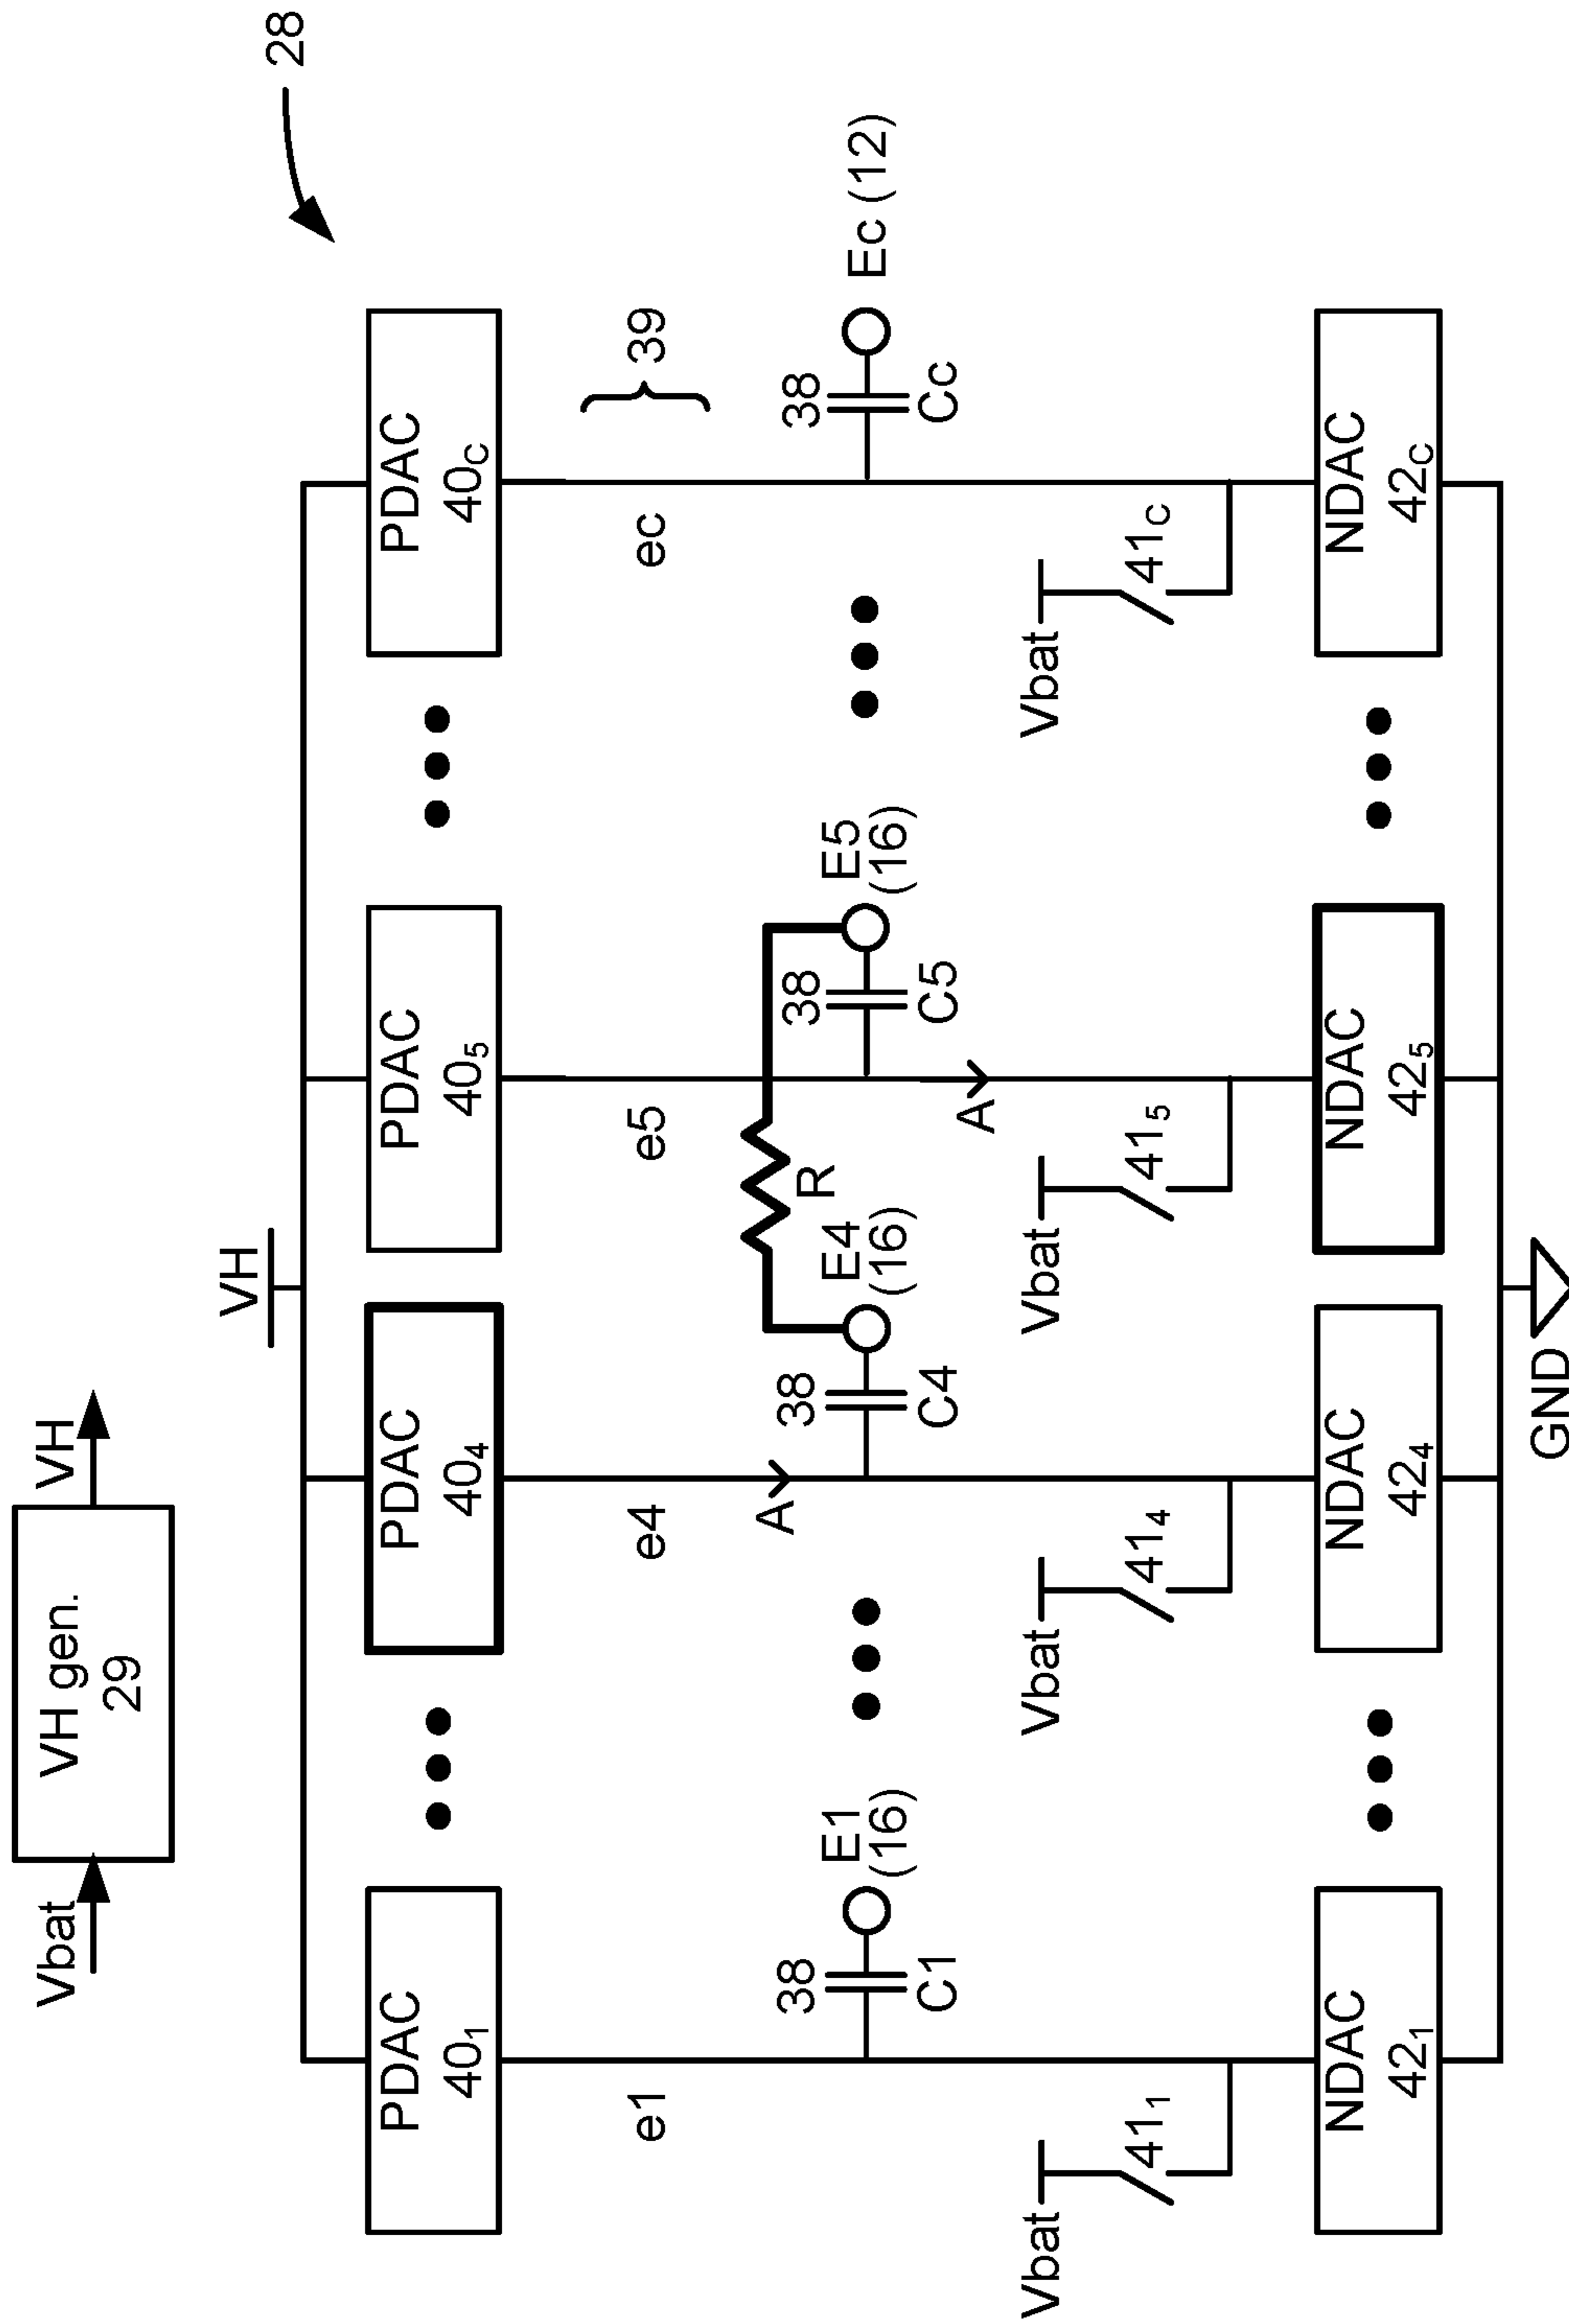 28
Vbat
VH gen.
29
VH
VH
PDAC
40₁
PDAC
40₄
PDAC
40₅
PDAC
40C
e1
e4
e5
ec
39
A
R
38
C1
E1
(16)
38
C4
E4
(16)
38
C5
E5
(16)
38
Cc
Ec (12)
A
Vbat
41₁
Vbat
41₄
Vbat
41₅
Vbat
41C
NDAC
42₁
NDAC
42₄
NDAC
42₅
NDAC
42C
GND